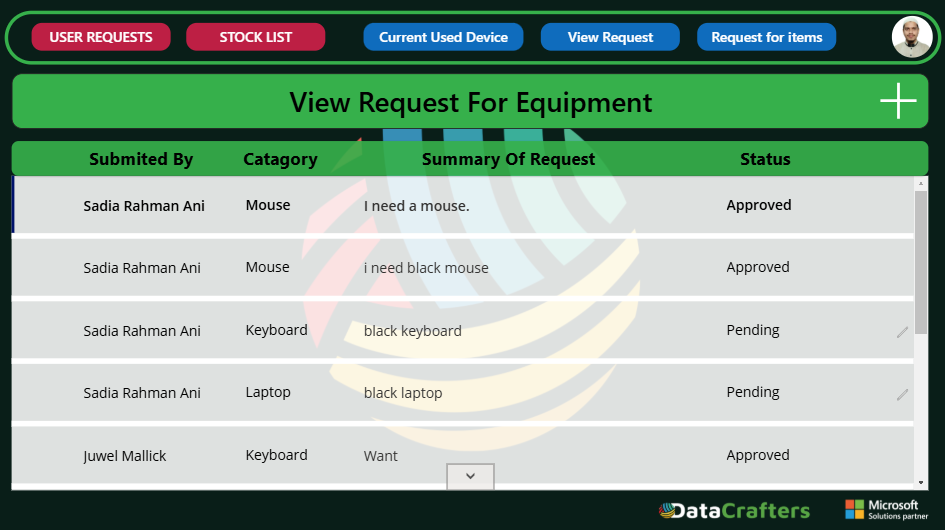 USER REQUESTS STOCK LIST Current Used Device View Request Request for items
View Request For Equipment
Submited By Catagory Summary Of Request Status
Sadia Rahman Ani Mouse I need a mouse. Approved
Sadia Rahman Ani Mouse i need black mouse Approved
Sadia Rahman Ani Keyboard black keyboard Pending
Sadia Rahman Ani Laptop black laptop Pending
Juwel Mallick Keyboard Want Approved
DataCrafters Microsoft
Solutions partner